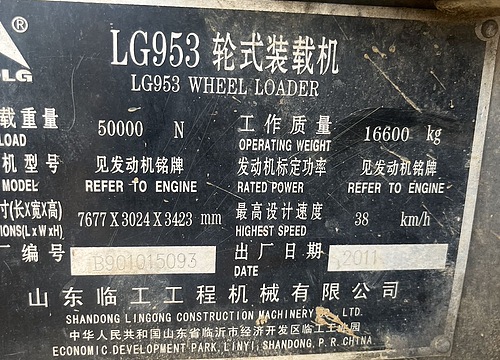 ®
LG
LG953 轮式装载机
LG953 WHEEL LOADER
载重量 50000 N 工作质量 16600 kg
LOAD OPERATING WEIGHT
机型号 见发动机铭牌 发动机标定功率 见发动机铭牌
MODEL REFER TO ENGINE RATED POWER REFER TO ENGINE
寸(长X宽X高) 7677 X 3024 X 3423 mm 最高设计速度 38 km/h
IONS(L x W x H) HIGHEST SPEED
厂编号 B901015093 出厂日期 2011
DATE
山东临工工程机械有限公司
SHANDONG LINGONG CONSTRUCTION MACHINERY LTD.
中华人民共和国山东省临沂市经济开发区临工工业园
ECONOMIC.DEVELOPMENT PARK, LINYI, SHANDONG, P. R. CHINA